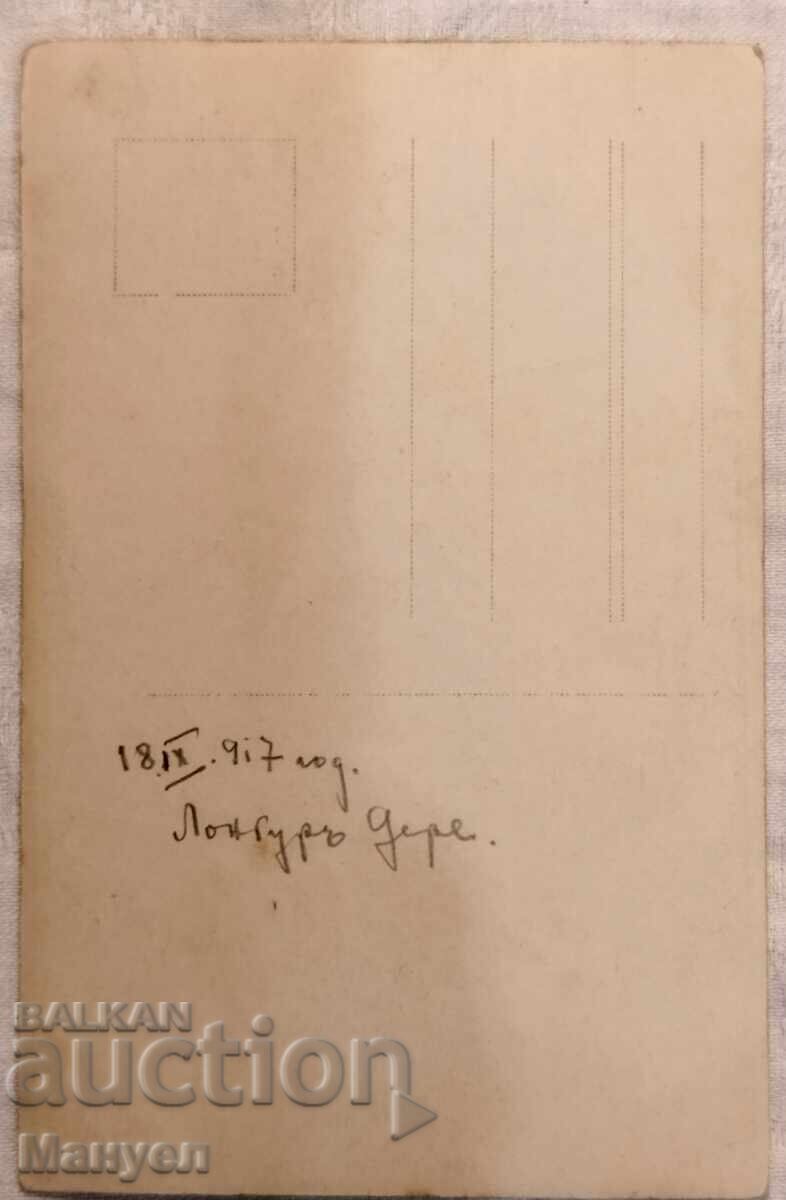 18.IX.917 год.
Лонгуръ Дере.
BALKAN
auction
Мануел